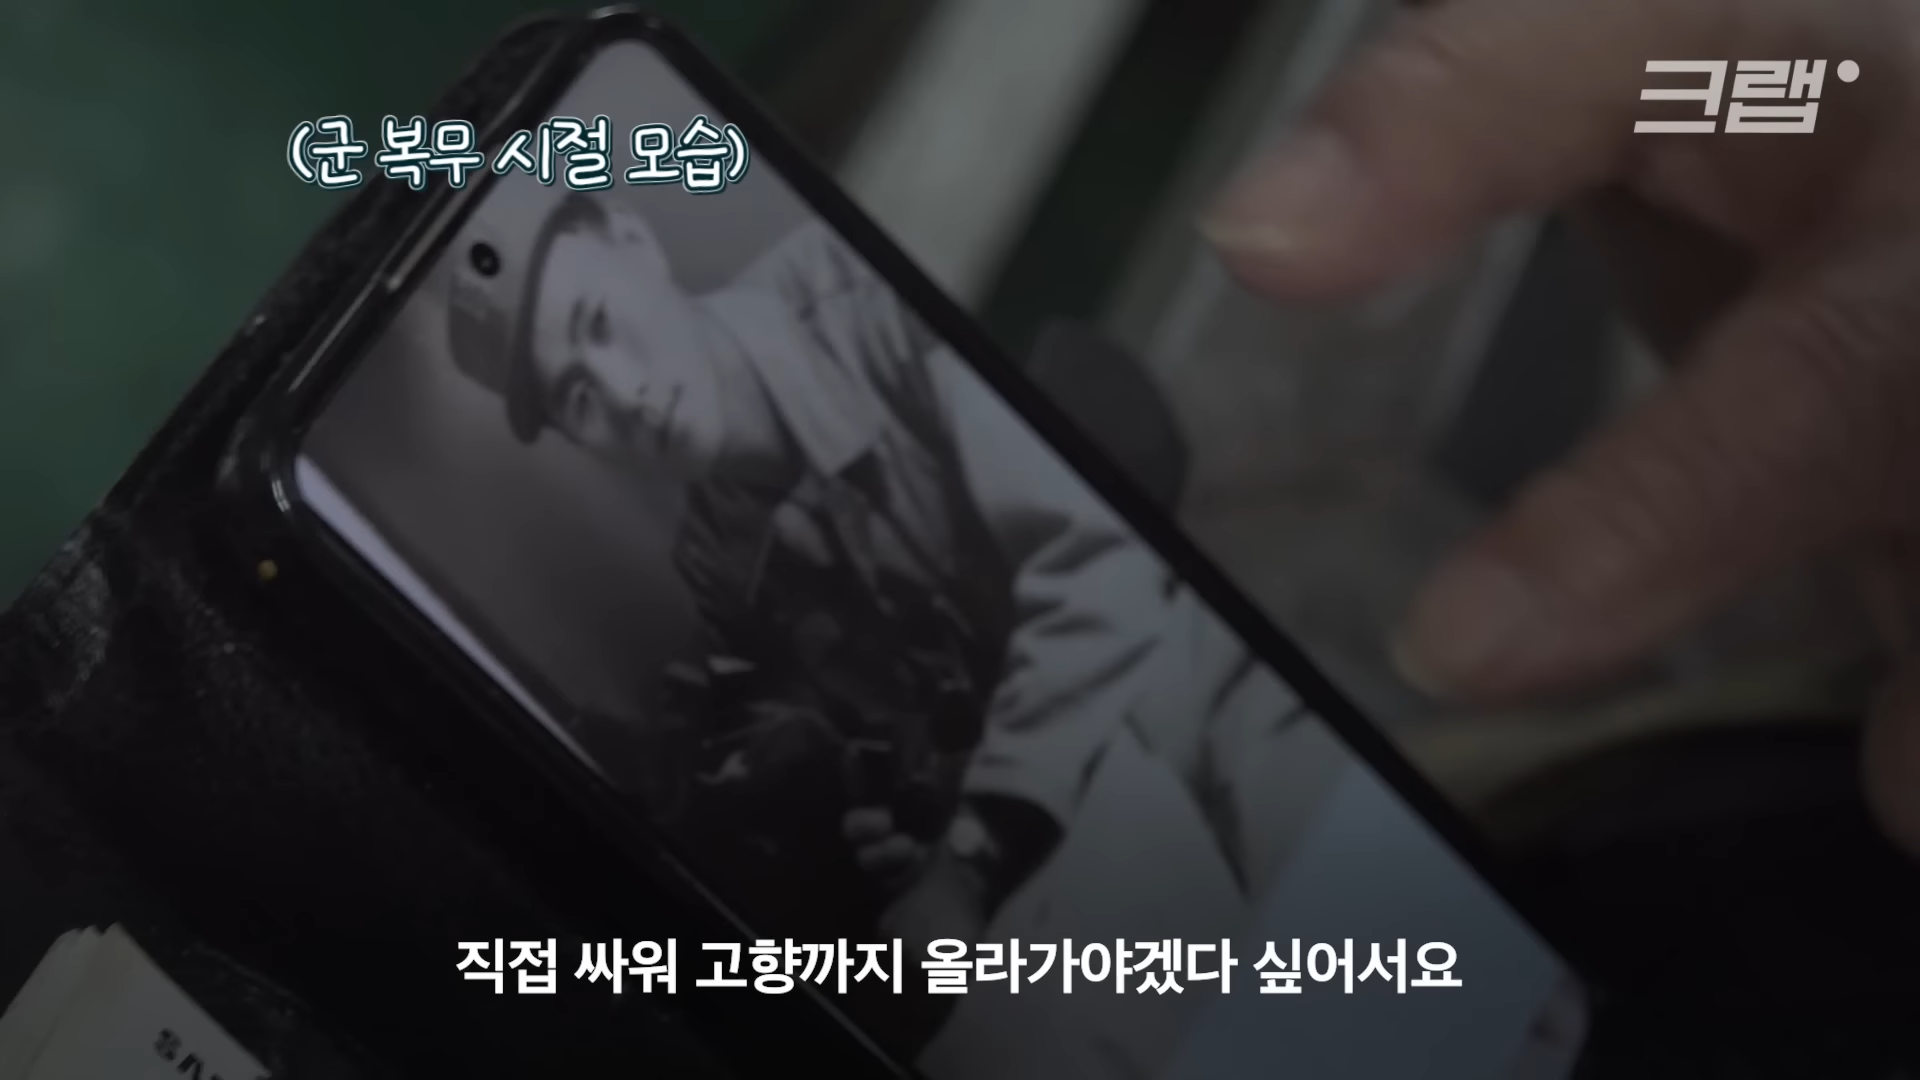 크랩
(군 복무 시절 모습)
직접 싸워 고향까지 올라가야겠다 싶어서요